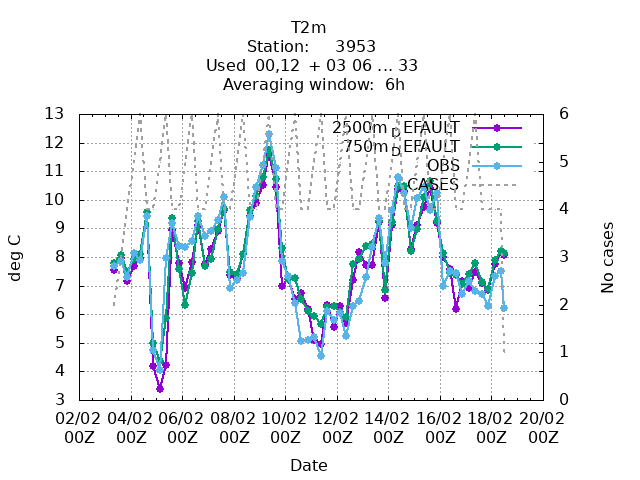 T2m
Station: 3953
Used 00,12 + 03 06 ... 33
Averaging window: 6h
2500m_DEFAULT
750m_DEFAULT
OBS
CASES
13
12
11
10
9
8
7
6
5
4
3
deg C
6
5
4
3
2
1
0
No cases
02/02 04/02 06/02 08/02 10/02 12/02 14/02 16/02 18/02 20/02
00Z 00Z 00Z 00Z 00Z 00Z 00Z 00Z 00Z 00Z
Date